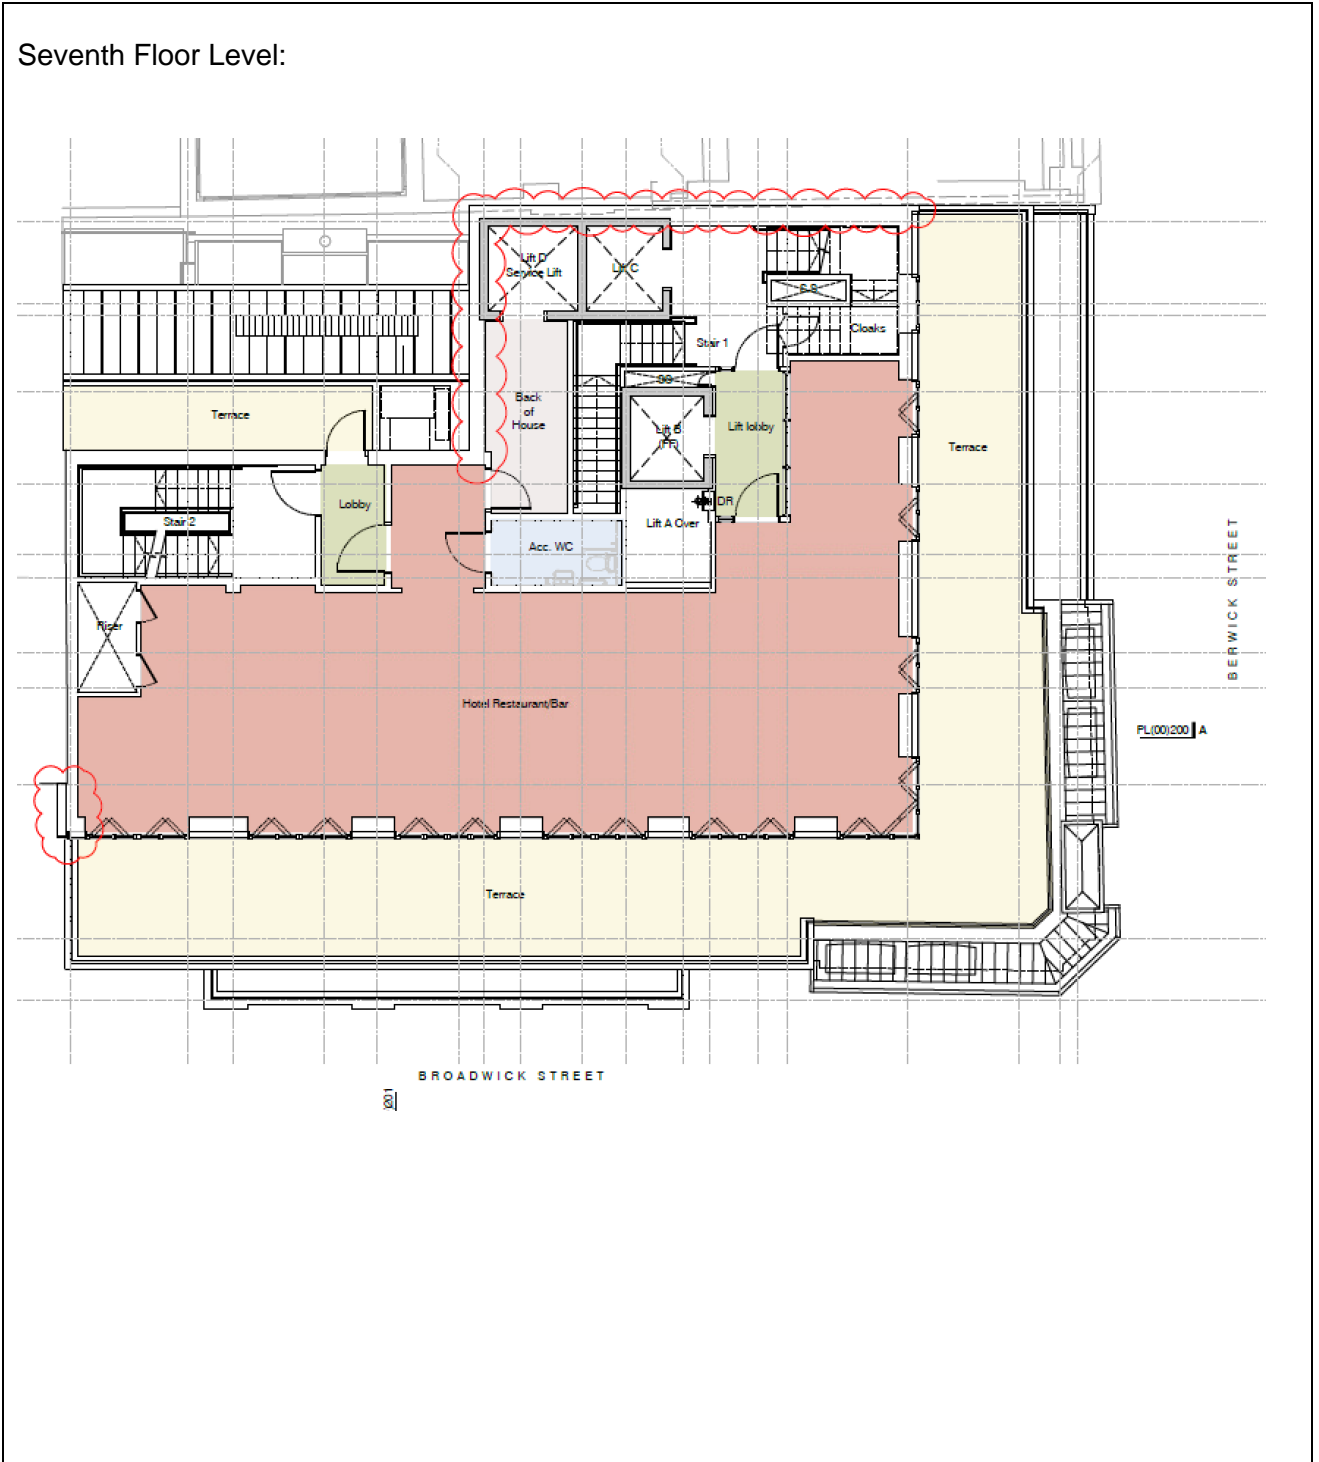 Seventh Floor Level:
Lift D
Service Lift
Lift C
Cloaks
Stair 1
Back
of
House
Terrace
Lift B
(FF)
Lift lobby
Terrace
Lobby
Stair 2
DR
Lift A Over
Acc. WC
Riser
Hotel Restaurant/Bar
BERWICK STREET
PL(00)200 A
Terrace
BROADWICK STREET